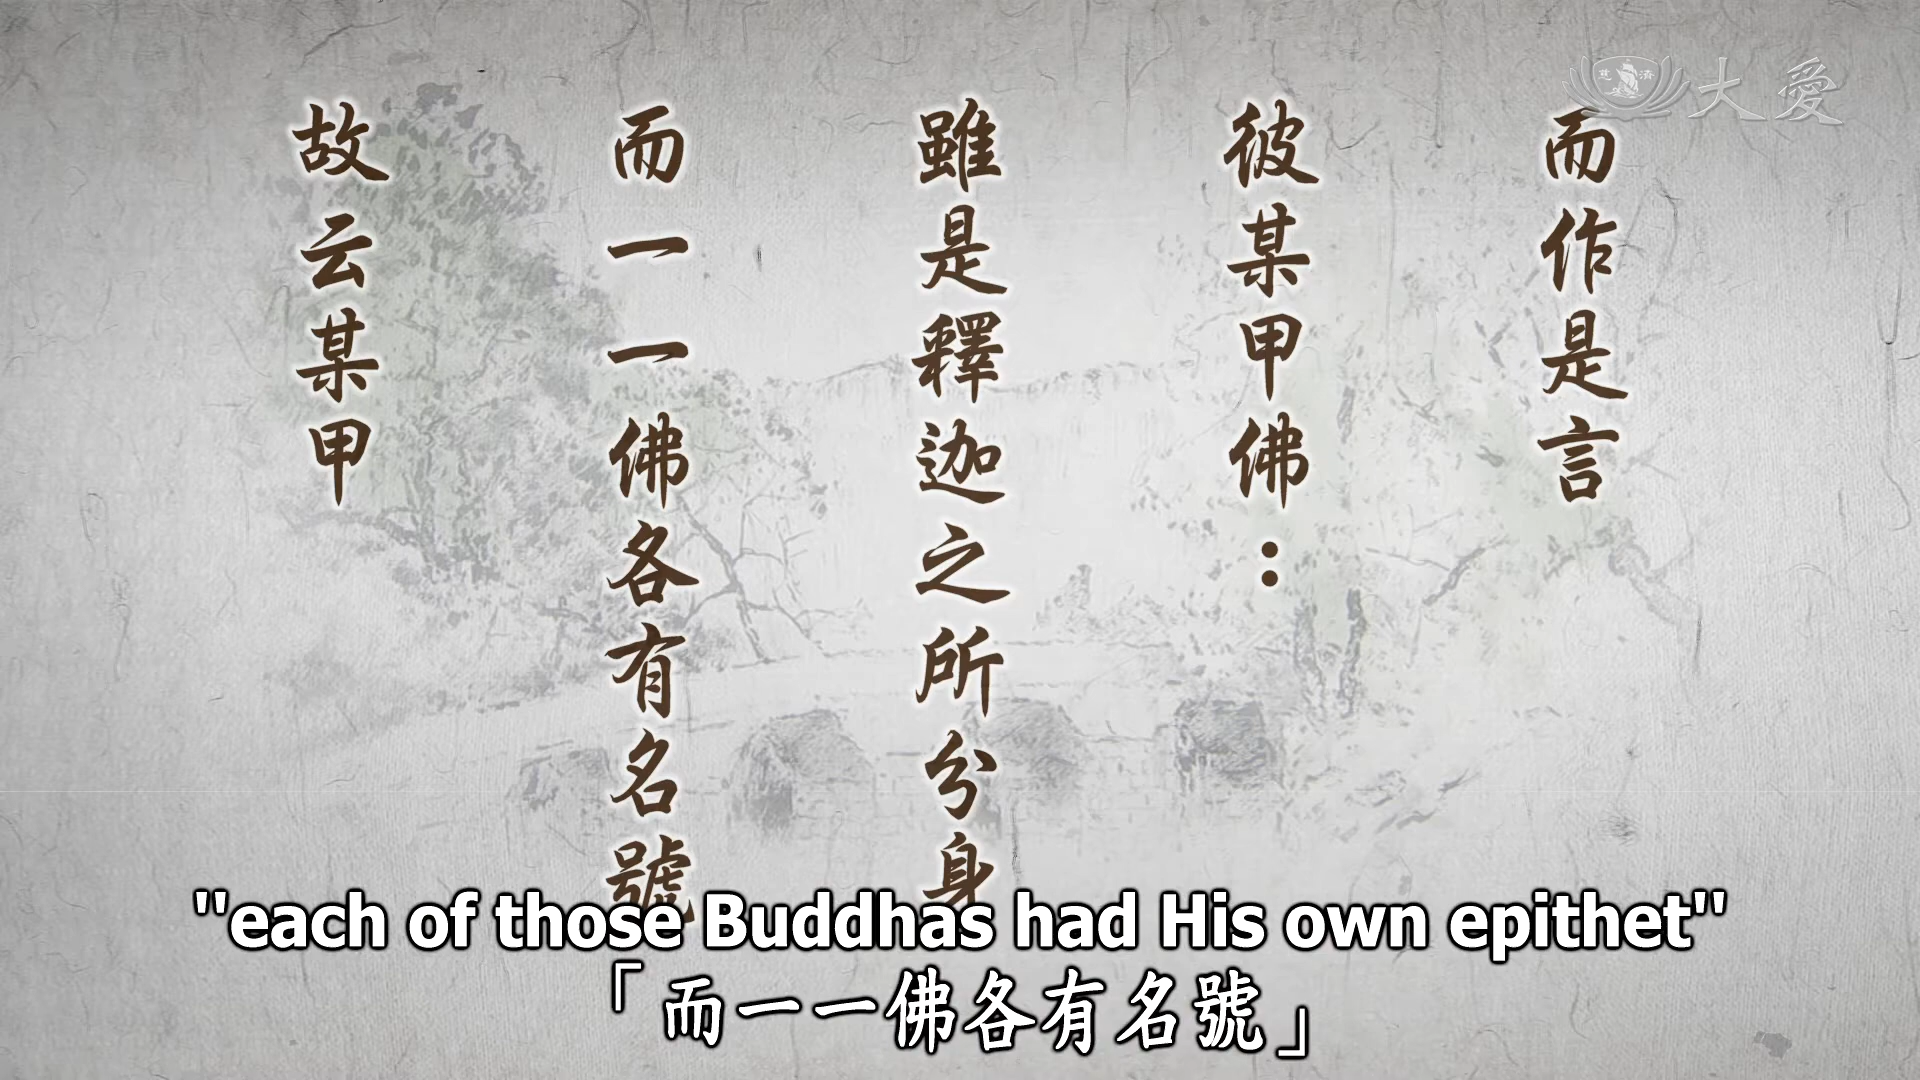 慈濟
大愛
而作是言
彼某甲佛：
雖是釋迦之所分身
而一一佛各有名號
故云某甲
"each of those Buddhas had His own epithet"
「而一一佛各有名號」